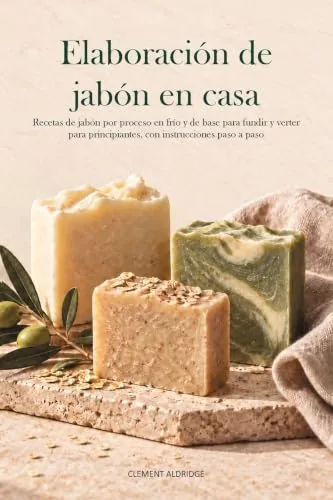 Elaboración de
jabón en casa
Recetas de jabón por proceso en frío y de base para fundir y verter
para principiantes, con instrucciones paso a paso
CLEMENT ALDRIDGE